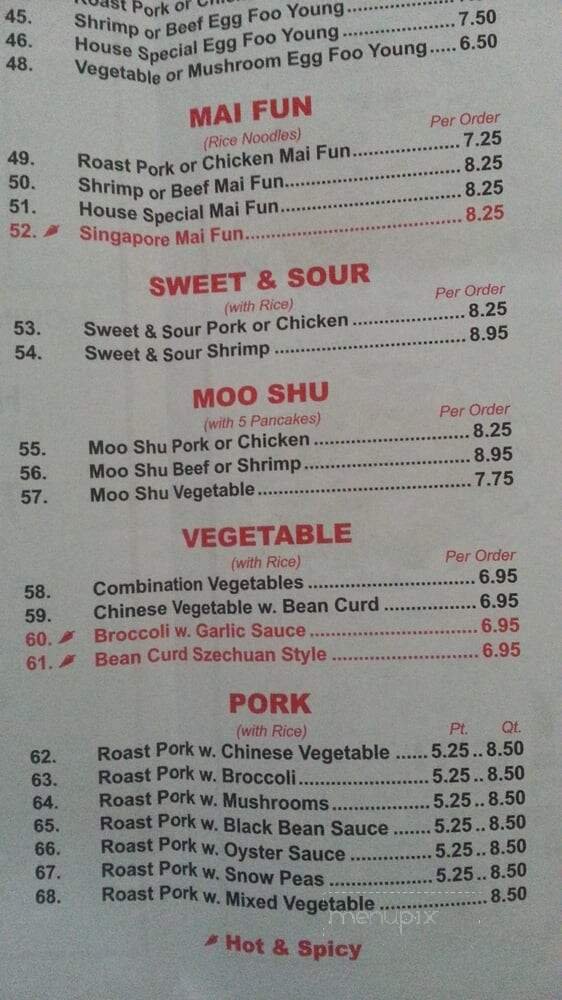 Roast Pork or
45. Shrimp or Beef Egg Foo Young
46. House Special Egg Foo Young 7.50
48. Vegetable or Mushroom Egg Foo Young..... 6.50
MAI FUN
(Rice Noodles) Per Order
49. Roast Pork or Chicken Mai Fun.................... 7.25
50. Shrimp or Beef Mai Fun................................ 8.25
51. House Special Mai Fun................................. 8.25
52. Singapore Mai Fun........................................ 8.25
SWEET & SOUR
(with Rice) Per Order
53. Sweet & Sour Pork or Chicken ..................... 8.25
54. Sweet & Sour Shrimp ................................... 8.95
MOO SHU
(with 5 Pancakes) Per Order
55. Moo Shu Pork or Chicken ............................ 8.25
56. Moo Shu Beef or Shrimp.............................. 8.95
57. Moo Shu Vegetable....................................... 7.75
VEGETABLE
(with Rice) Per Order
58. Combination Vegetables .............................. 6.95
59. Chinese Vegetable w. Bean Curd ................. 6.95
60. Broccoli w. Garlic Sauce .............................. 6.95
61. Bean Curd Szechuan Style .......................... 6.95
PORK
(with Rice) Pt. Qt.
62. Roast Pork w. Chinese Vegetable ...... 5.25 .. 8.50
63. Roast Pork w. Broccoli........................ 5.25 .. 8.50
64. Roast Pork w. Mushrooms.................. 5.25 .. 8.50
65. Roast Pork w. Black Bean Sauce ....... 5.25 .. 8.50
66. Roast Pork w. Oyster Sauce ............... 5.25 .. 8.50
67. Roast Pork w. Snow Peas ................... 5.25 .. 8.50
68. Roast Pork w. Mixed Vegetable ..................... 8.50
menupix
Hot & Spicy